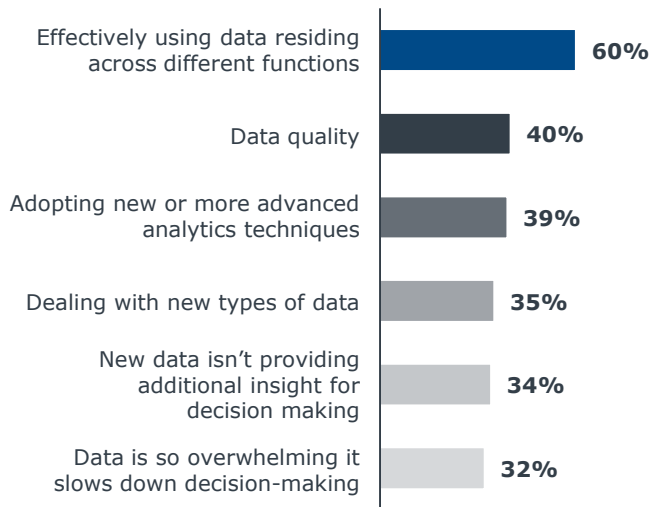 Effectively using data residing
across different functions
60%
Data quality
40%
Adopting new or more advanced
analytics techniques
39%
Dealing with new types of data
35%
New data isn’t providing
additional insight for
decision making
34%
Data is so overwhelming it
slows down decision-making
32%